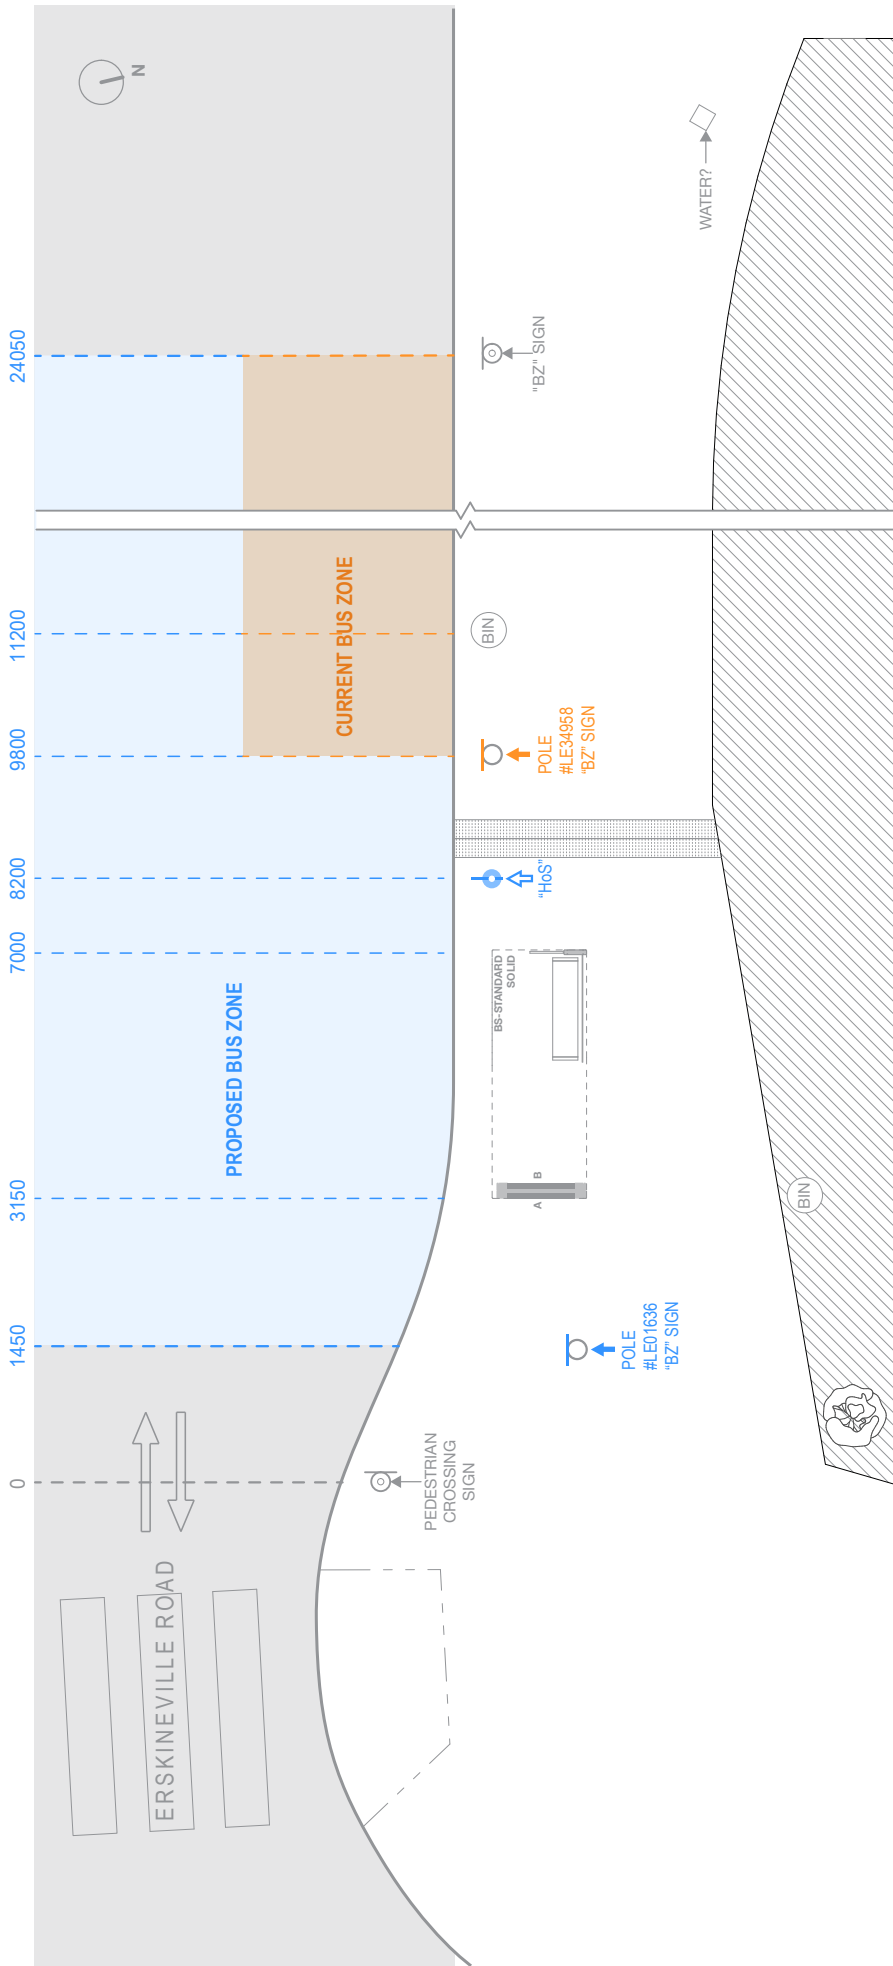 N
WATER?
24050
"BZ" SIGN
11200
CURRENT BUS ZONE
BIN
9800
POLE
#LE34958
"BZ" SIGN
8200
"HoS"
7000
BS-STANDARD
SOLID
PROPOSED BUS ZONE
3150
A
B
BIN
1450
POLE
#LE01636
"BZ" SIGN
0
PEDESTRIAN
CROSSING
SIGN
ERSKINEVILLE ROAD